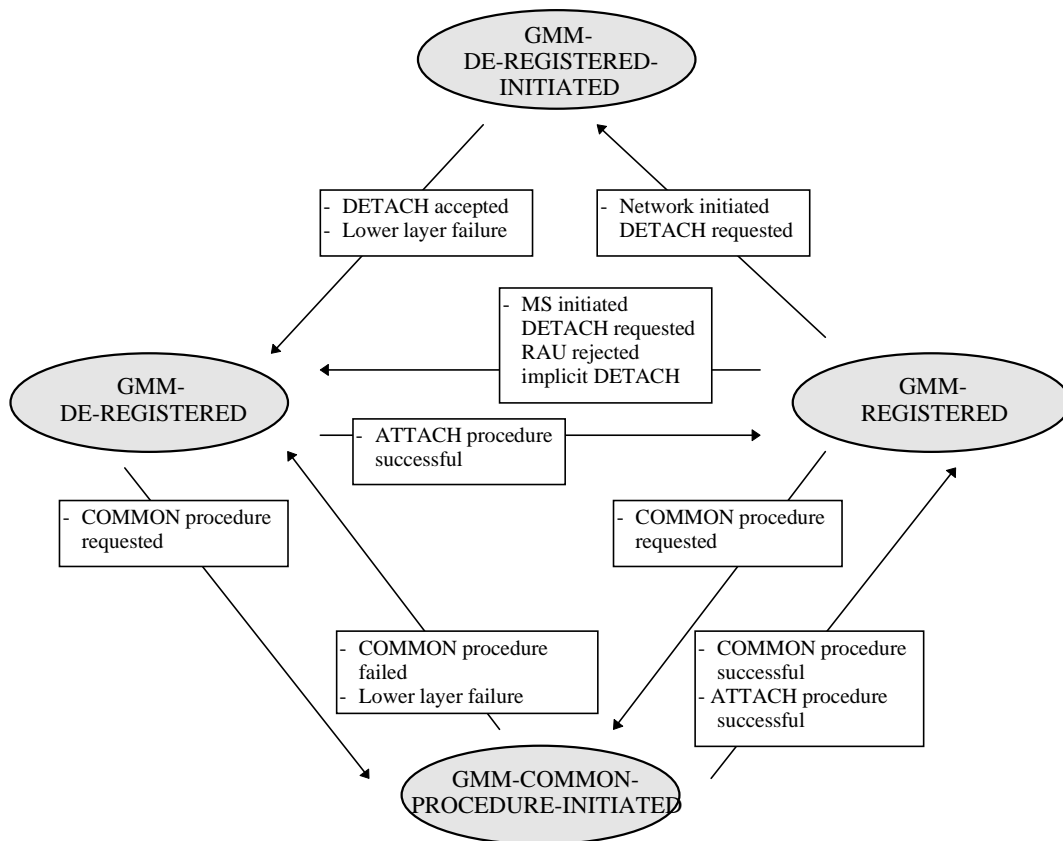 GMM-
DE-REGISTERED-
INITIATED
- DETACH accepted
- Lower layer failure
- Network initiated
DETACH requested
- MS initiated
DETACH requested
RAU rejected
implicit DETACH
GMM-
DE-REGISTERED
GMM-
REGISTERED
- ATTACH procedure
successful
- COMMON procedure
requested
- COMMON procedure
requested
- COMMON procedure
failed
- Lower layer failure
- COMMON procedure
successful
- ATTACH procedure
successful
GMM-COMMON-
PROCEDURE-INITIATED